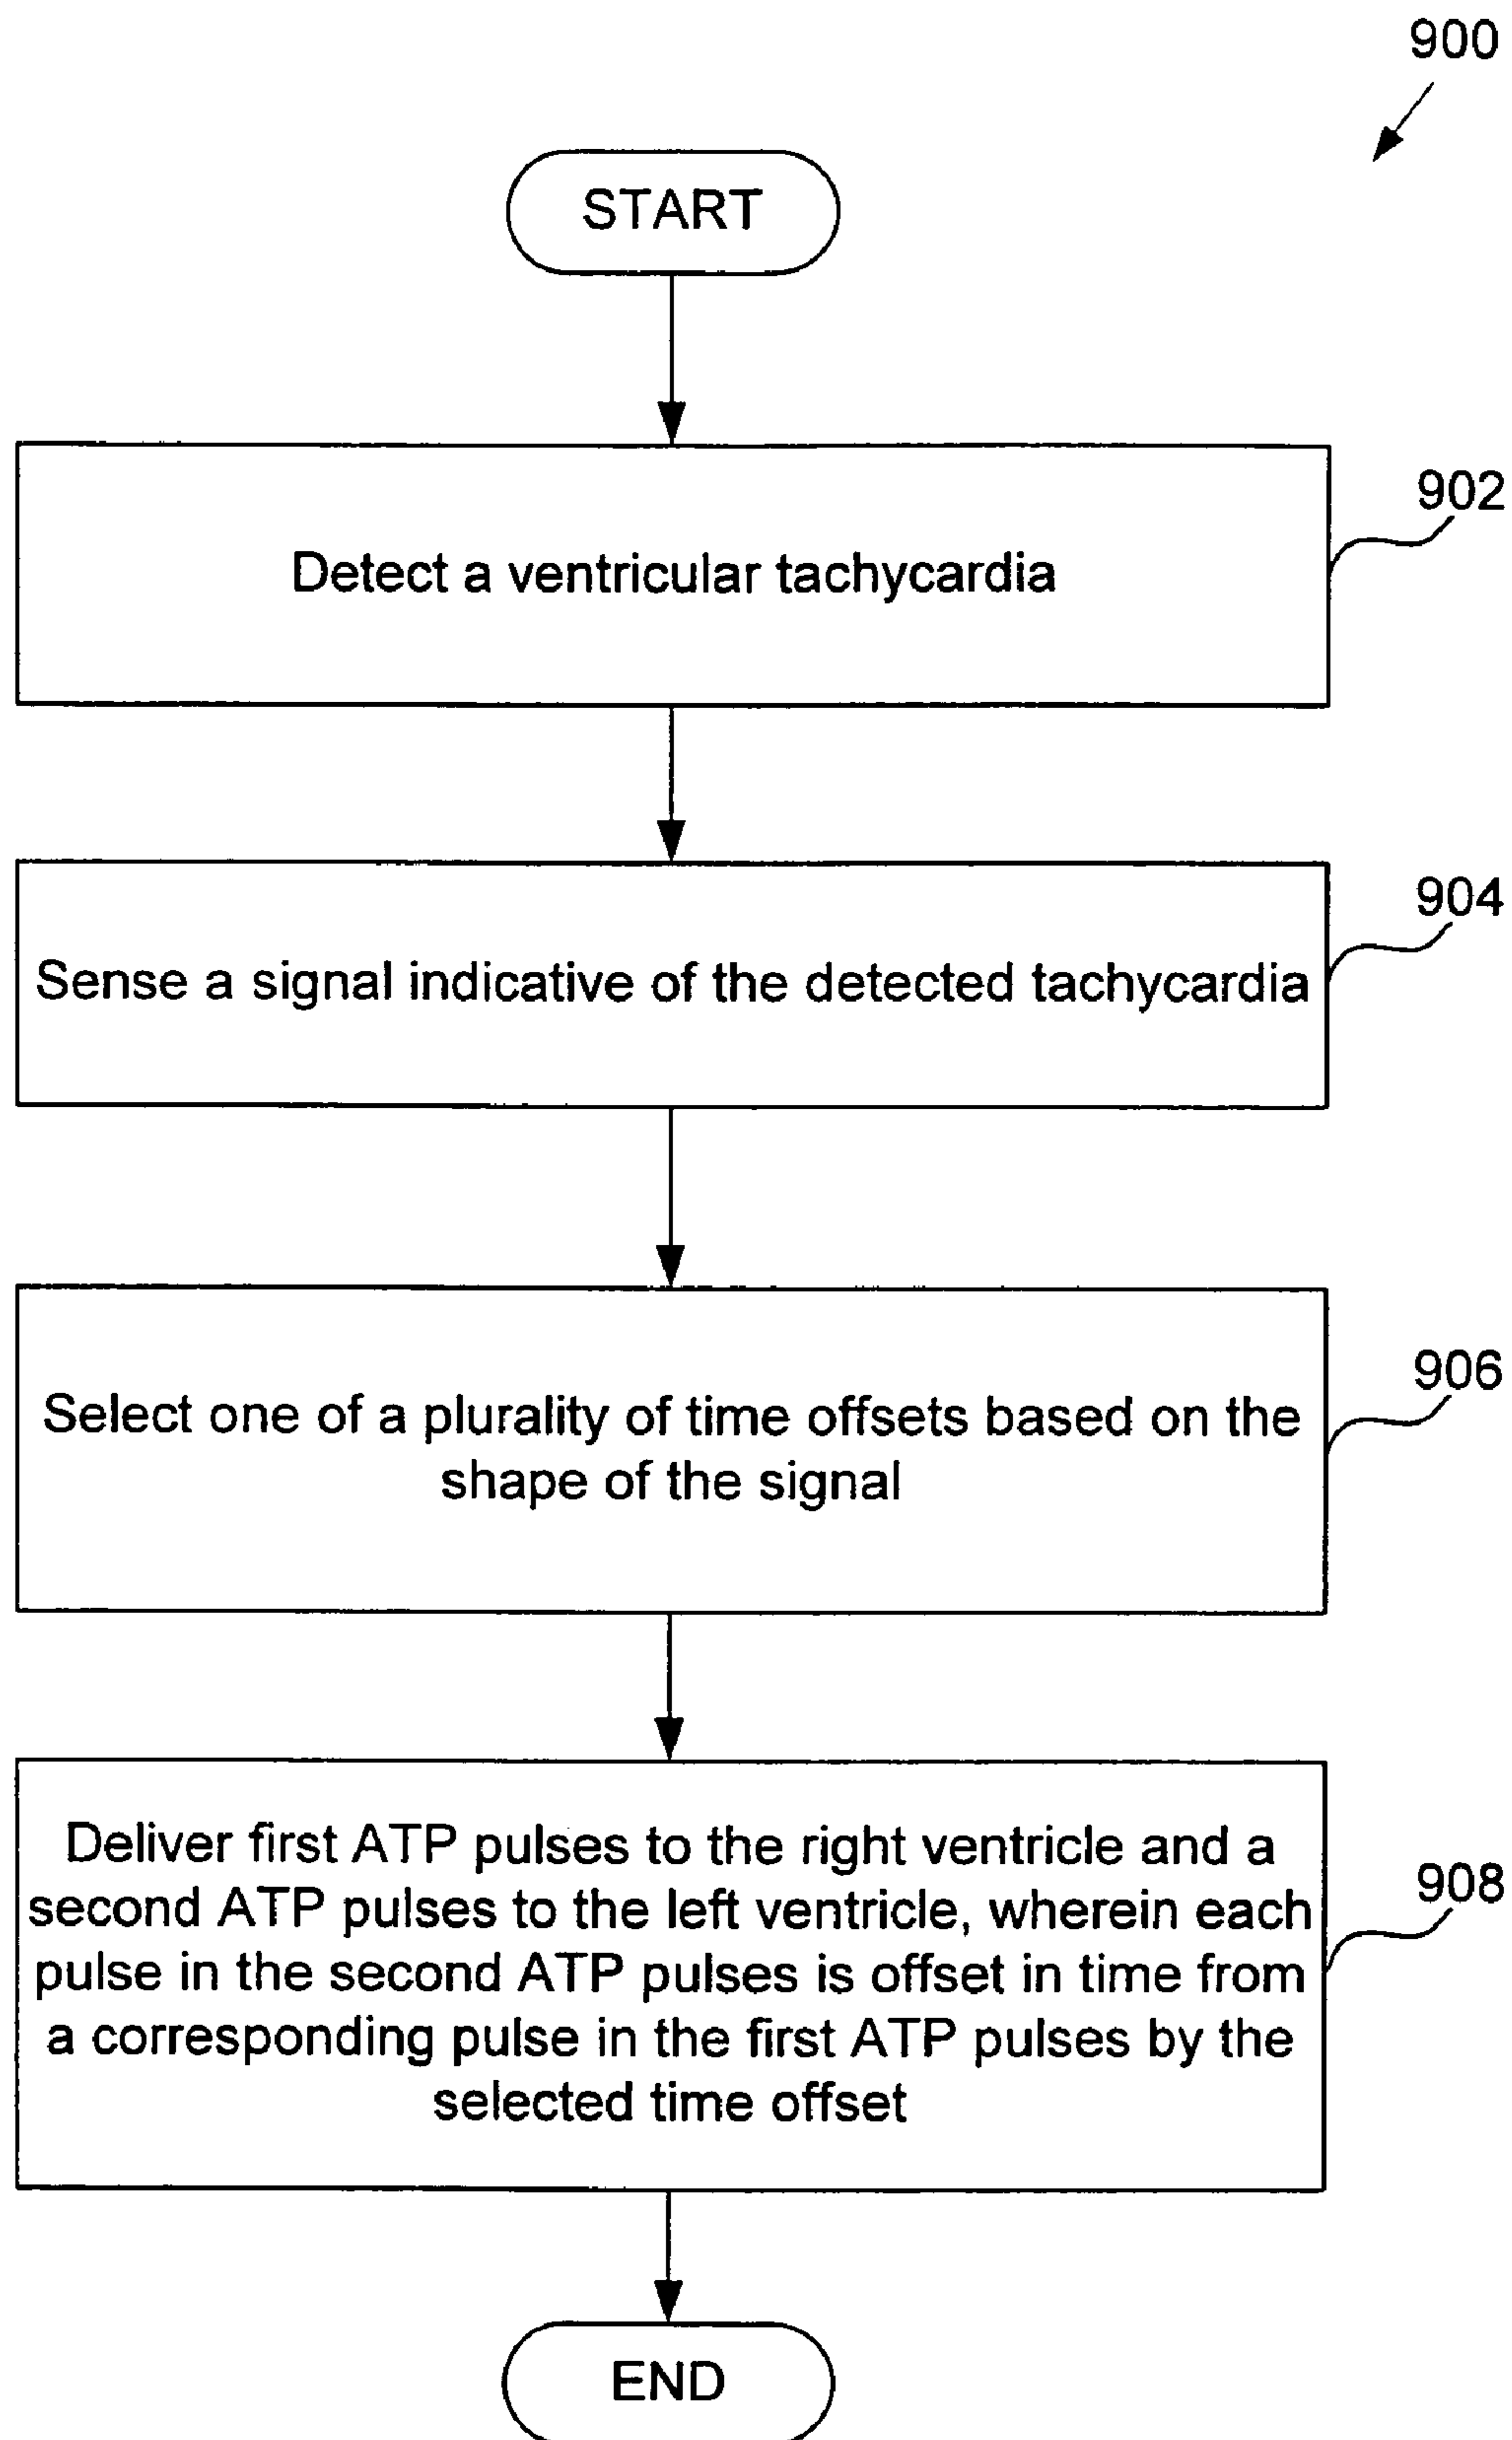 900
START
902
Detect a ventricular tachycardia
904
Sense a signal indicative of the detected tachycardia
906
Select one of a plurality of time offsets based on the
shape of the signal
Deliver first ATP pulses to the right ventricle and a
908
second ATP pulses to the left ventricle, wherein each
pulse in the second ATP pulses is offset in time from
a corresponding pulse in the first ATP pulses by the
selected time offset
END